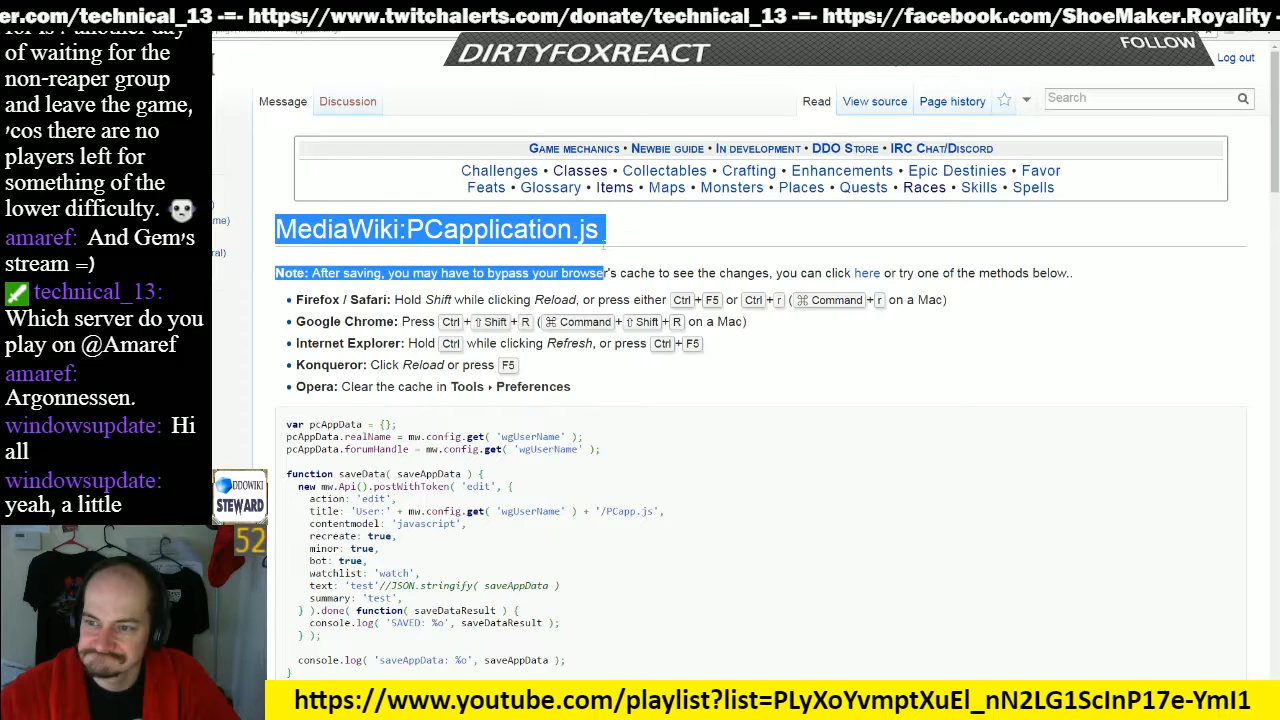 er.com/technical_13 -=- https://www.twitchalerts.com/donate/technical_13 -=- https://facebook.com/ShoeMaker.Royality -
for is : another day
of waiting for the
non-reaper group
and leave the game,
'cos there are no
players left for
something of the
lower difficulty.
amaref: And Gem's
stream =)
technical_13:
Which server do you
play on @Amaref
amaref:
Argonnessen.
windowsupdate: Hi
all
windowsupdate:
yeah, a little
DDOWIKI
STEWARD
52
DIRTYFOXREACT
FOLLOW
Log out
Message Discussion
Read View source Page history
Search
Game mechanics • Newbie guide • In development • DDO Store • IRC Chat/Discord
Challenges • Classes • Collectables • Crafting • Enhancements • Epic Destinies • Favor
Feats • Glossary • Items • Maps • Monsters • Places • Quests • Races • Skills • Spells
MediaWiki:PCapplication.js
Note: After saving, you may have to bypass your browser's cache to see the changes, you can click here or try one of the methods below..
• Firefox / Safari: Hold Shift while clicking Reload, or press either Ctrl+F5 or Ctrl+r (⌘ Command+r on a Mac)
• Google Chrome: Press Ctrl+⇧Shift+R (⌘ Command+⇧Shift+R on a Mac)
• Internet Explorer: Hold Ctrl while clicking Refresh, or press Ctrl+F5
• Konqueror: Click Reload or press F5
• Opera: Clear the cache in Tools ▸ Preferences
var pcAppData = {};
pcAppData.realName = mw.config.get( 'wgUserName' );
pcAppData.forumHandle = mw.config.get( 'wgUserName' );
function saveData( saveAppData ) {
new mw.Api().postWithToken( 'edit', {
action: 'edit',
title: 'User:' + mw.config.get( 'wgUserName' ) + '/PCapp.js',
contentmodel: 'javascript',
recreate: true,
minor: true,
bot: true,
watchlist: 'watch',
text: 'test'//JSON.stringify( saveAppData )
summary: 'test',
} ).done( function( saveDataResult ) {
console.log( 'SAVED: %o', saveDataResult );
} );
console.log( 'saveAppData: %o', saveAppData );
}
https://www.youtube.com/playlist?list=PLyXoYvmptXuEl_nN2LG1ScInP17e-YmI1